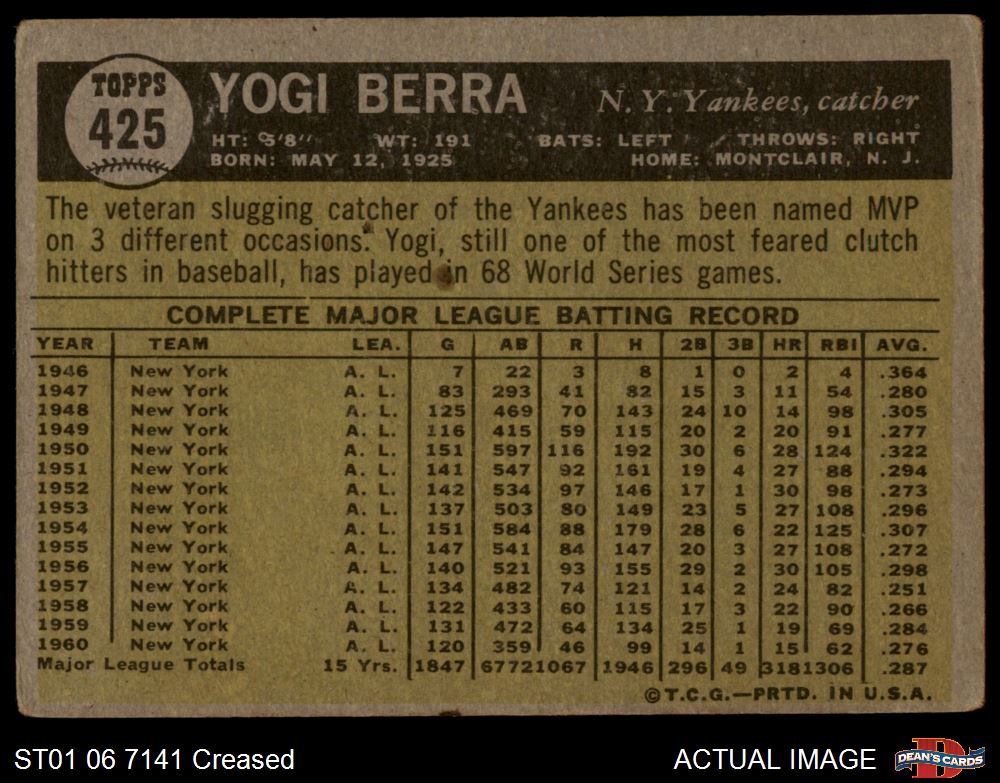 TOPPS
425
YOGI BERRA
N. Y. Yankees, catcher
HT: 5'8" WT: 191 BATS: LEFT THROWS: RIGHT
BORN: MAY 12, 1925 HOME: MONTCLAIR, N. J.
The veteran slugging catcher of the Yankees has been named MVP
on 3 different occasions. Yogi, still one of the most feared clutch
hitters in baseball, has played in 68 World Series games.
COMPLETE MAJOR LEAGUE BATTING RECORD
YEAR TEAM LEA. G AB R H 2B 3B HR RBI AVG.
1946 New York A. L. 7 22 3 8 1 0 2 4 .364
1947 New York A. L. 83 293 41 82 15 3 11 54 .280
1948 New York A. L. 125 469 70 143 24 10 14 98 .305
1949 New York A. L. 116 415 59 115 20 2 20 91 .277
1950 New York A. L. 151 597 116 192 30 6 28 124 .322
1951 New York A. L. 141 547 92 161 19 4 27 88 .294
1952 New York A. L. 142 534 97 146 17 1 30 98 .273
1953 New York A. L. 137 503 80 149 23 5 27 108 .296
1954 New York A. L. 151 584 88 179 28 6 22 125 .307
1955 New York A. L. 147 541 84 147 20 3 27 108 .272
1956 New York A. L. 140 521 93 155 29 2 30 105 .298
1957 New York A. L. 134 482 74 121 14 2 24 82 .251
1958 New York A. L. 122 433 60 115 17 3 22 90 .266
1959 New York A. L. 131 472 64 134 25 1 19 69 .284
1960 New York A. L. 120 359 46 99 14 1 15 62 .276
Major League Totals 15 Yrs. 1847 6772 1067 1946 296 49 318 1306 .287
©T.C.G.—PRTD. IN U.S.A.
ST01 06 7141 Creased
ACTUAL IMAGE
D
DEAN'S CARDS